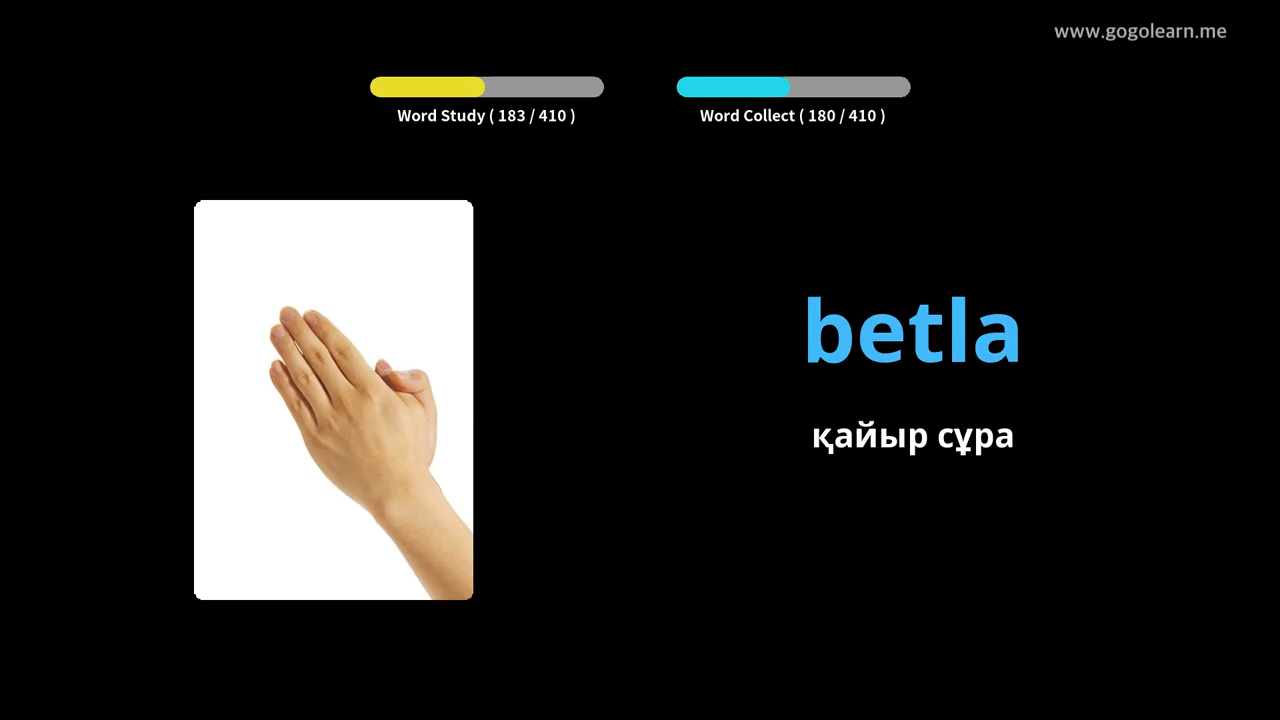 www.gogolearn.me
Word Study ( 183 / 410 )
Word Collect ( 180 / 410 )
betla
қайыр сұра